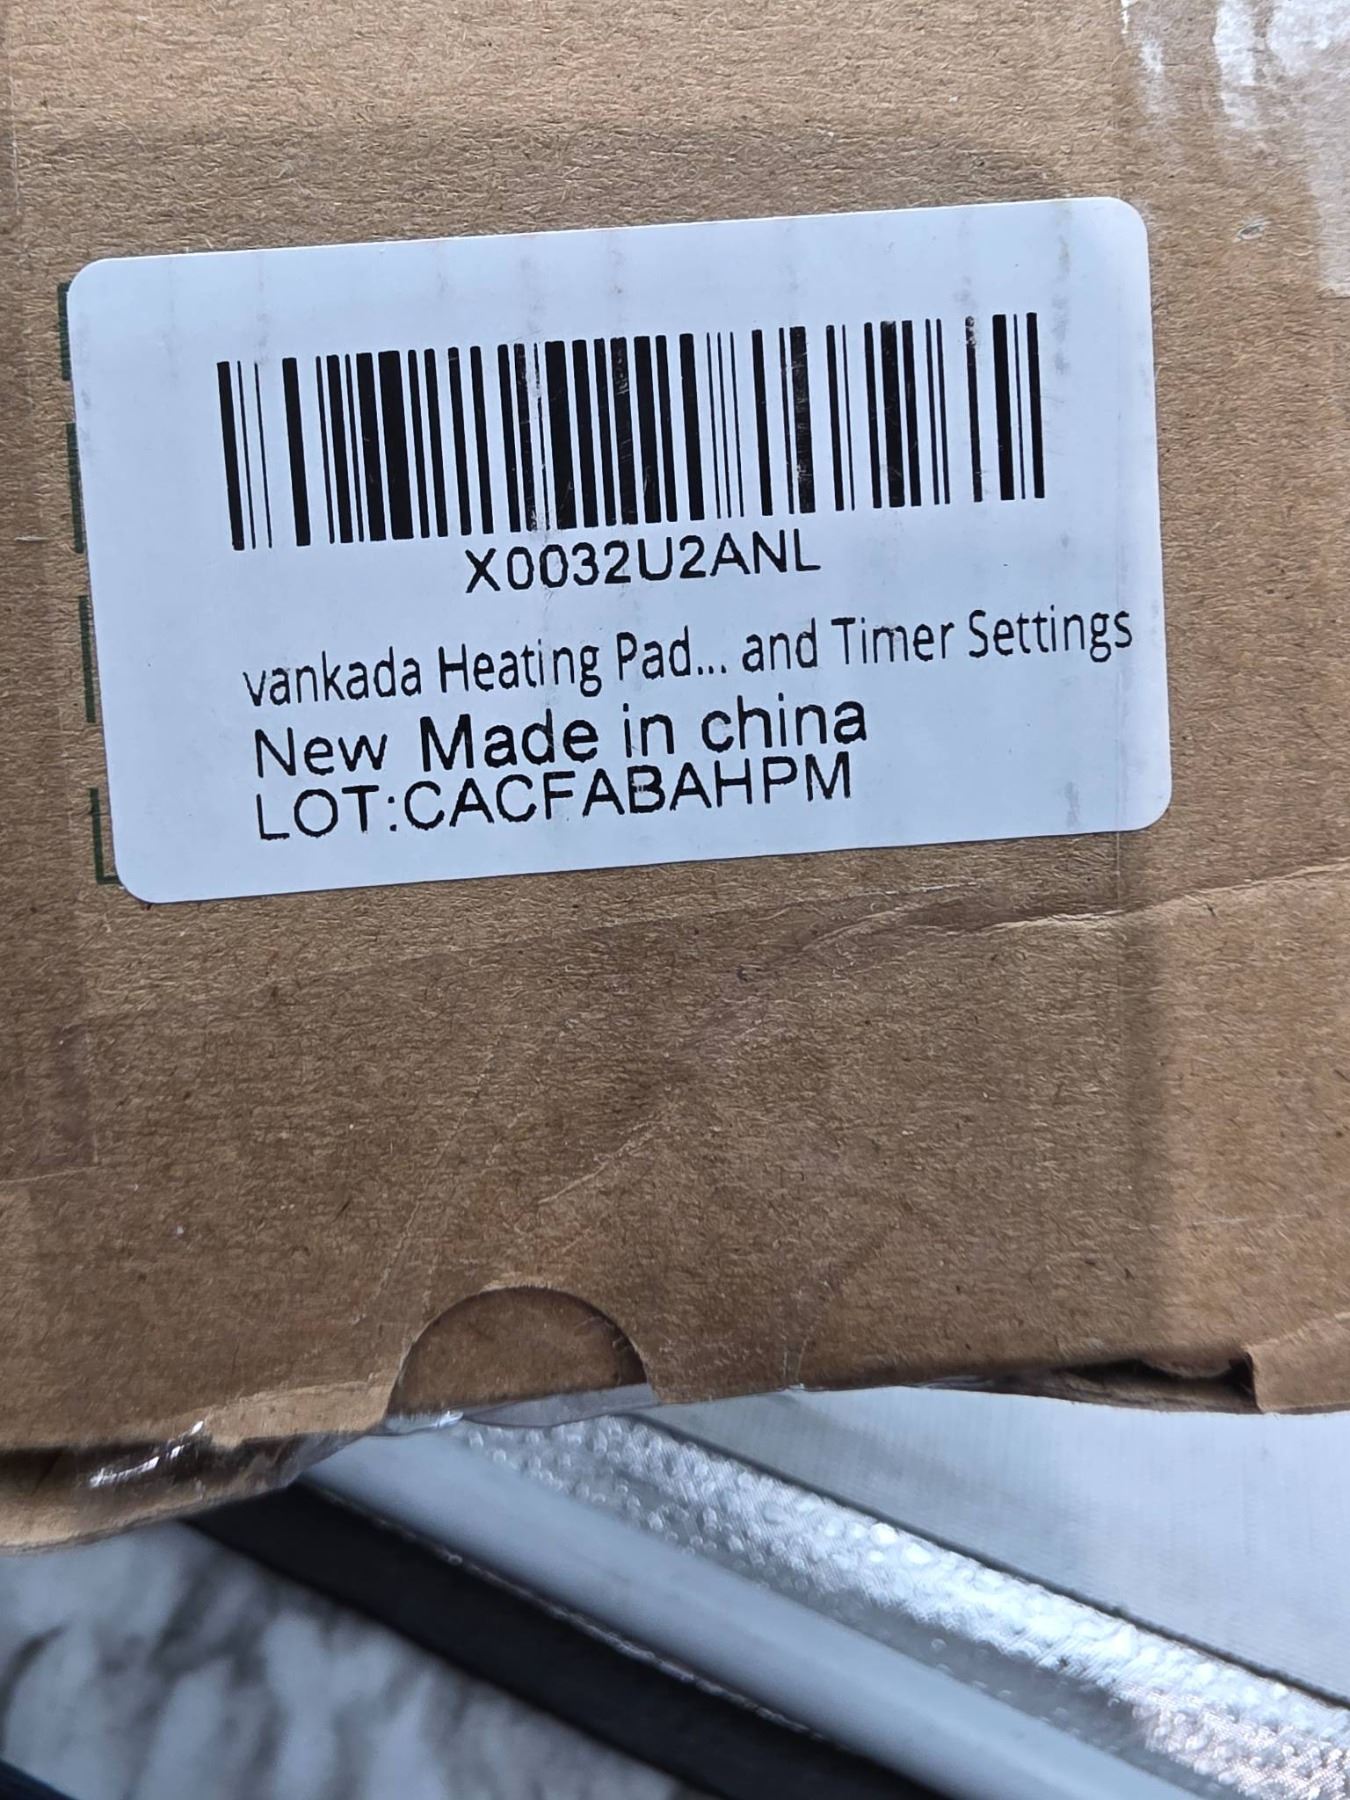 X0032U2ANL
vankada Heating Pad... and Timer Settings
New Made in china
LOT:CACFABAHPM